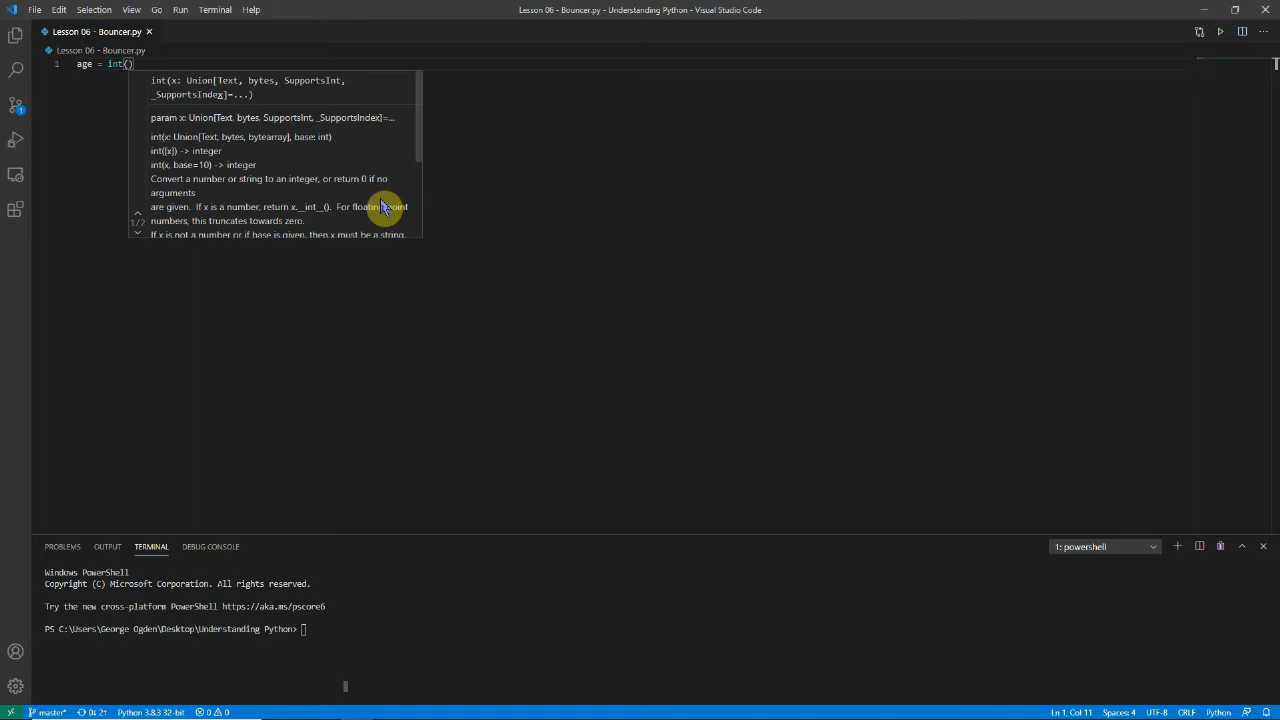 File Edit Selection View Go Run Terminal Help
Lesson 06 - Bouncer.py - Understanding Python - Visual Studio Code
Lesson 06 - Bouncer.py
Lesson 06 - Bouncer.py
1 age = int()
int(x: Union[Text, bytes, SupportsInt,
_SupportsIndex]=...)
param x: Union[Text, bytes, SupportsInt, _SupportsIndex]=...
int(x: Union[Text, bytes, bytearray], base: int)
int([x]) -> integer
int(x, base=10) -> integer
Convert a number or string to an integer, or return 0 if no
arguments
are given. If x is a number, return x.__int__(). For floating point
numbers, this truncates towards zero.
If x is not a number or if base is given, then x must be a string,
1/2
1
PROBLEMS OUTPUT TERMINAL DEBUG CONSOLE
1: powershell
Windows PowerShell
Copyright (C) Microsoft Corporation. All rights reserved.
Try the new cross-platform PowerShell https://aka.ms/pscore6
PS C:\Users\George Ogden\Desktop\Understanding Python>
master* 0↓ 2↑ Python 3.8.3 32-bit 0 0
Ln 1, Col 11 Spaces: 4 UTF-8 CRLF Python